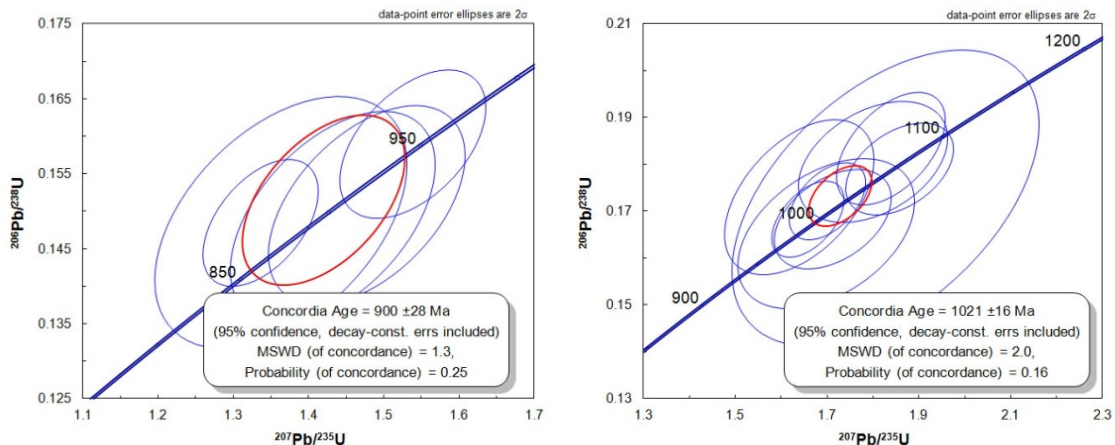 data-point error ellipses are 2σ
0.175
0.165
0.155
0.145
0.135
0.125
²⁰⁶Pb/²³⁸U
950
850
Concordia Age = 900 ±28 Ma
(95% confidence, decay-const. errs included)
MSWD (of concordance) = 1.3,
Probability (of concordance) = 0.25
1.1 1.2 1.3 1.4 1.5 1.6 1.7
²⁰⁷Pb/²³⁵U
data-point error ellipses are 2σ
0.21
0.19
0.17
0.15
0.13
²⁰⁶Pb/²³⁸U
1200
1100
1000
900
Concordia Age = 1021 ±16 Ma
(95% confidence, decay-const. errs included)
MSWD (of concordance) = 2.0,
Probability (of concordance) = 0.16
1.3 1.5 1.7 1.9 2.1 2.3
²⁰⁷Pb/²³⁵U